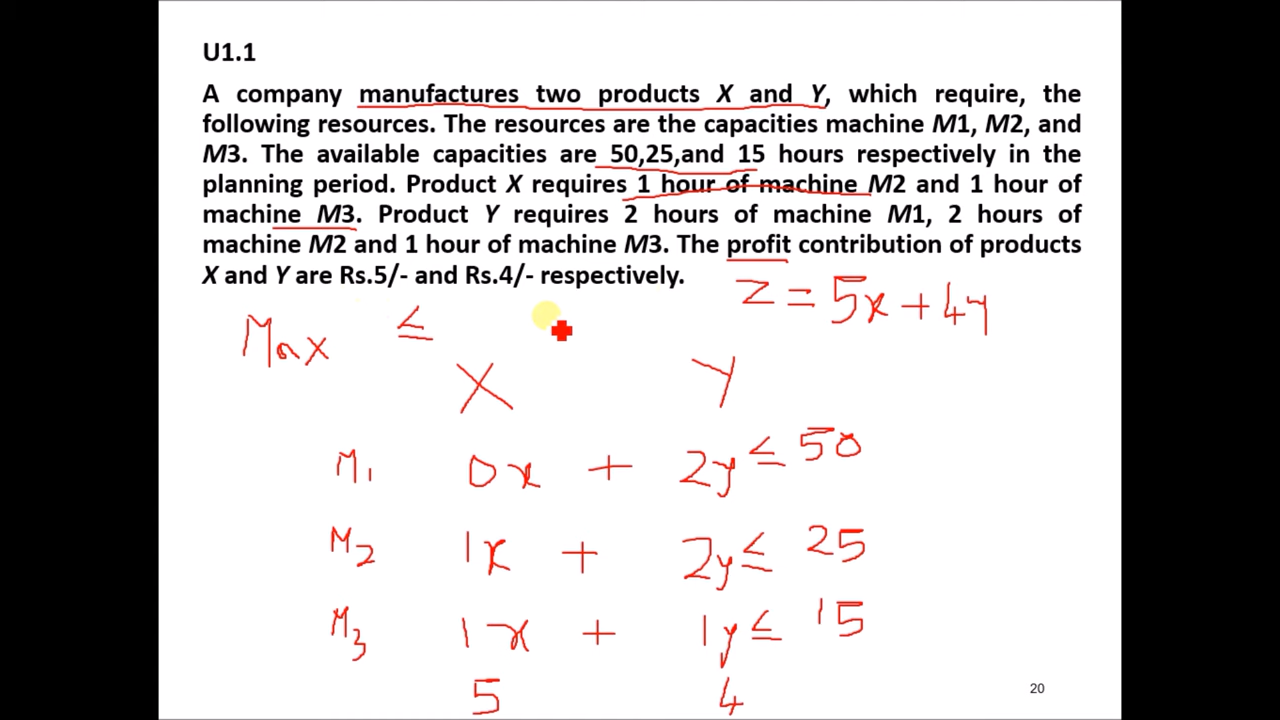 U1.1
A company manufactures two products X and Y, which require, the
following resources. The resources are the capacities machine M1, M2, and
M3. The available capacities are 50,25,and 15 hours respectively in the
planning period. Product X requires 1 hour of machine M2 and 1 hour of
machine M3. Product Y requires 2 hours of machine M1, 2 hours of
machine M2 and 1 hour of machine M3. The profit contribution of products
X and Y are Rs.5/- and Rs.4/- respectively.
Z = 5x + 4y
Max ≤
X Y
M1 0x + 2y ≤ 50
M2 1x + 2y ≤ 25
M3 1x + 1y ≤ 15
5 4
20